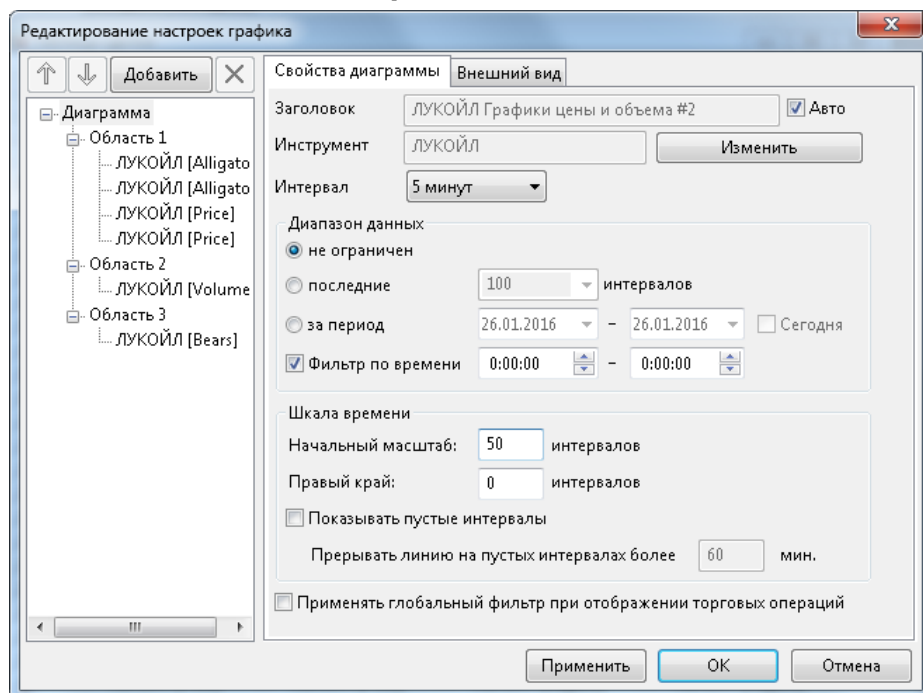 Редактирование настроек графика
Добавить
Диаграмма
Область 1
ЛУКОЙЛ [Alligato
ЛУКОЙЛ [Alligato
ЛУКОЙЛ [Price]
ЛУКОЙЛ [Price]
Область 2
ЛУКОЙЛ [Volume
Область 3
ЛУКОЙЛ [Bears]
Свойства диаграммы Внешний вид
Заголовок ЛУКОЙЛ Графики цены и объема #2 Авто
Инструмент ЛУКОЙЛ Изменить
Интервал 5 минут
Диапазон данных
не ограничен
последние 100 интервалов
за период 26.01.2016 – 26.01.2016 Сегодня
Фильтр по времени 0:00:00 – 0:00:00
Шкала времени
Начальный масштаб: 50 интервалов
Правый край: 0 интервалов
Показывать пустые интервалы
Прерывать линию на пустых интервалах более 60 мин.
Применять глобальный фильтр при отображении торговых операций
Применить OK Отмена